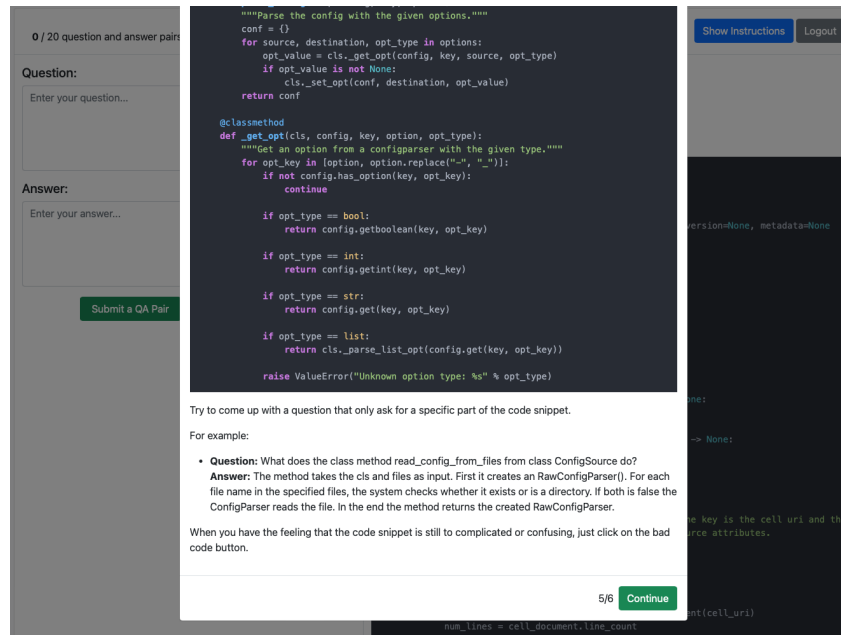 0 / 20 question and answer pairs
Question:
Enter your question...
Answer:
Enter your answer...
Submit a QA Pair
"""Parse the config with the given options."""
conf = {}
for source, destination, opt_type in options:
opt_value = cls._get_opt(config, key, source, opt_type)
if opt_value is not None:
cls._set_opt(conf, destination, opt_value)
return conf
@classmethod
def _get_opt(cls, config, key, option, opt_type):
"""Get an option from a configparser with the given type."""
for opt_key in [option, option.replace("-", "_")]:
if not config.has_option(key, opt_key):
continue
if opt_type == bool:
return config.getboolean(key, opt_key)
if opt_type == int:
return config.getint(key, opt_key)
if opt_type == str:
return config.get(key, opt_key)
if opt_type == list:
return cls._parse_list_opt(config.get(key, opt_key))
raise ValueError("Unknown option type: %s" % opt_type)
Try to come up with a question that only ask for a specific part of the code snippet.
For example:
• Question: What does the class method read_config_from_files from class ConfigSource do?
Answer: The method takes the cls and files as input. First it creates an RawConfigParser(). For each
file name in the specified files, the system checks whether it exists or is a directory. If both is false the
ConfigParser reads the file. In the end the method returns the created RawConfigParser.
When you have the feeling that the code snippet is still to complicated or confusing, just click on the bad
code button.
5/6 Continue
Show Instructions Logout
version=None, metadata=None
one:
-> None:
he key is the cell uri and th
urce attributes.
ent(cell_uri)
num_lines = cell_document.line_count